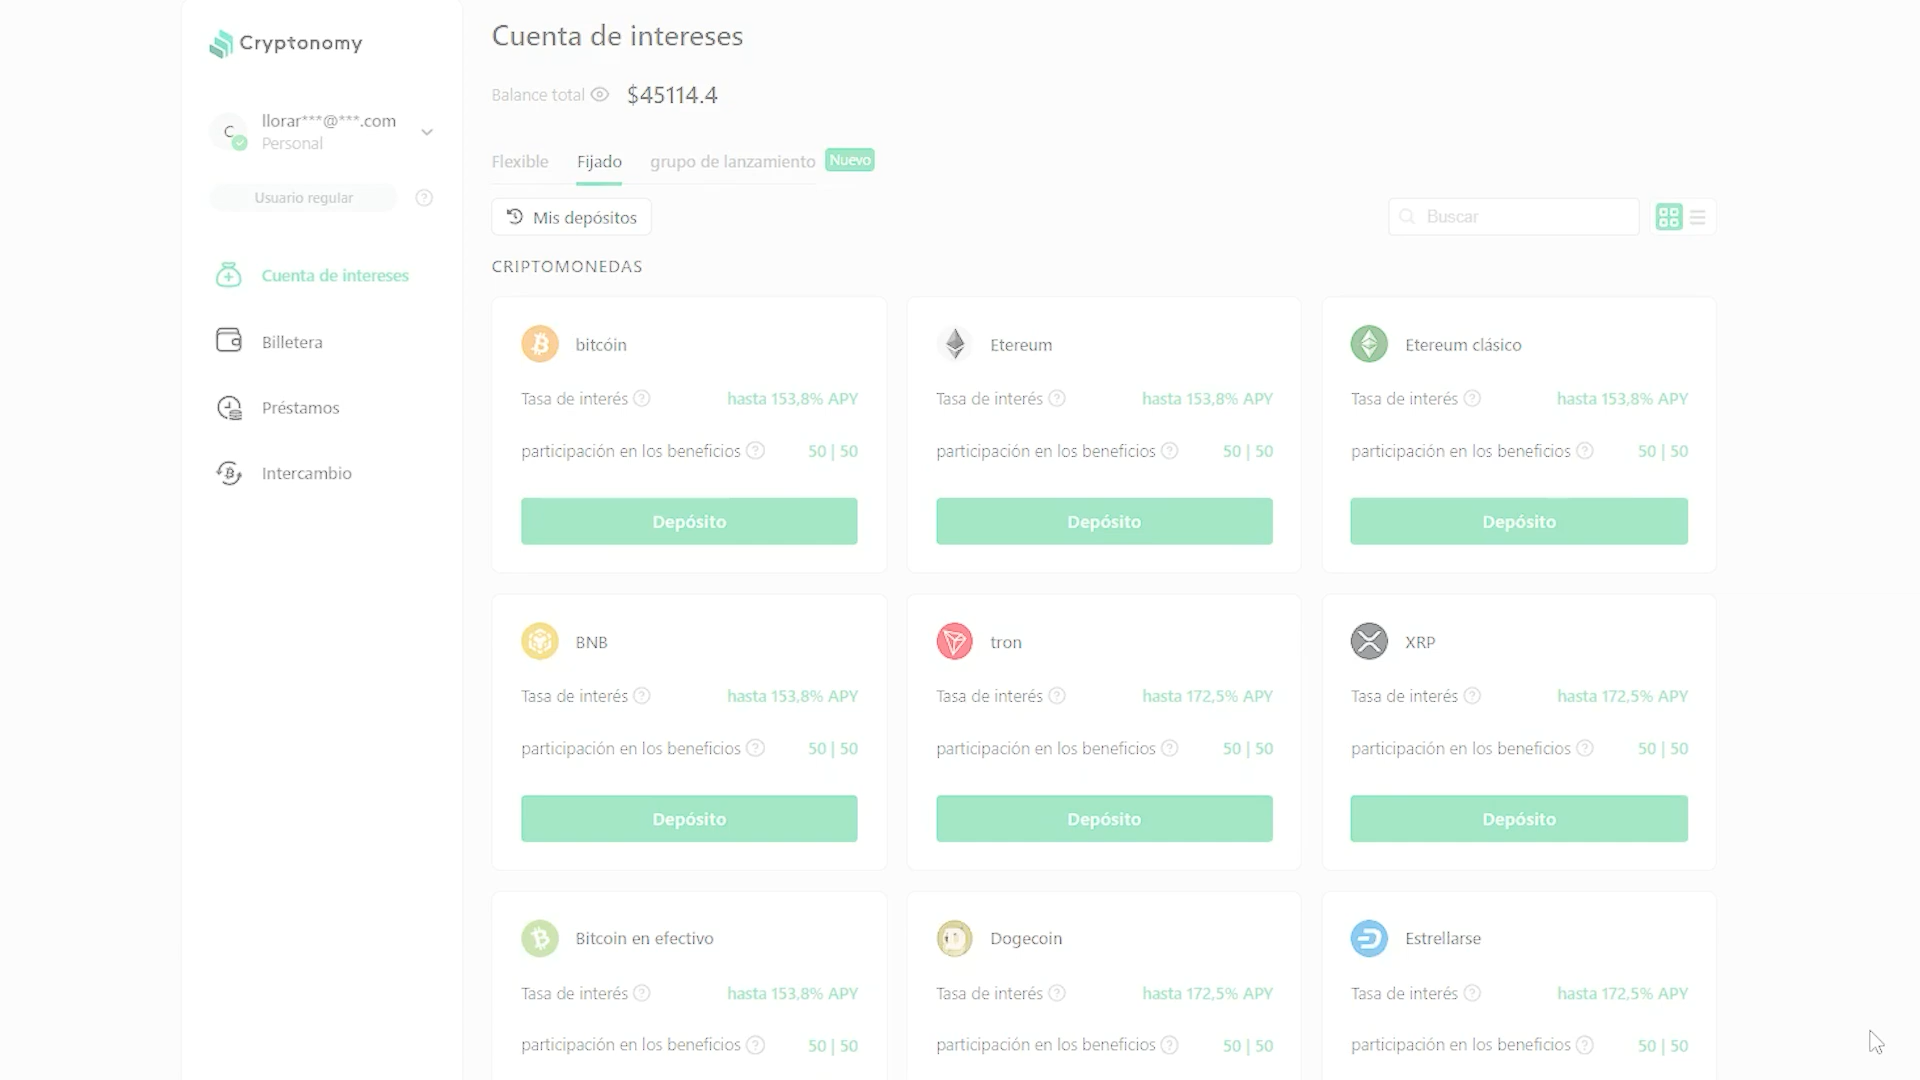 Cryptonomy
C
llorar***@***.com
Personal
Usuario regular
Cuenta de intereses
Billetera
Préstamos
Intercambio
Cuenta de intereses
Balance total $45114.4
Flexible Fijado grupo de lanzamiento Nuevo
Mis depósitos
Buscar
CRIPTOMONEDAS
bitcóin
Tasa de interés hasta 153,8% APY
participación en los beneficios 50 | 50
Depósito
Etereum
Tasa de interés hasta 153,8% APY
participación en los beneficios 50 | 50
Depósito
Etereum clásico
Tasa de interés hasta 153,8% APY
participación en los beneficios 50 | 50
Depósito
BNB
Tasa de interés hasta 153,8% APY
participación en los beneficios 50 | 50
Depósito
tron
Tasa de interés hasta 172,5% APY
participación en los beneficios 50 | 50
Depósito
XRP
Tasa de interés hasta 172,5% APY
participación en los beneficios 50 | 50
Depósito
Bitcoin en efectivo
Tasa de interés hasta 153,8% APY
participación en los beneficios 50 | 50
Dogecoin
Tasa de interés hasta 172,5% APY
participación en los beneficios 50 | 50
Estrellarse
Tasa de interés hasta 172,5% APY
participación en los beneficios 50 | 50